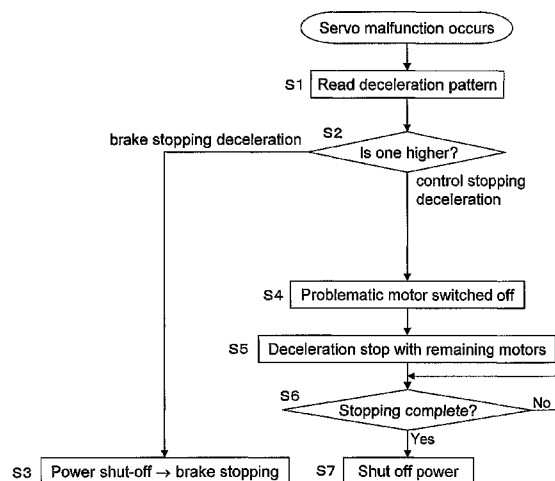 Servo malfunction occurs
S1 Read deceleration pattern
S2
brake stopping deceleration
Is one higher?
control stopping
deceleration
S4 Problematic motor switched off
S5 Deceleration stop with remaining motors
S6
Stopping complete?
No
Yes
S3 Power shut-off → brake stopping
S7 Shut off power